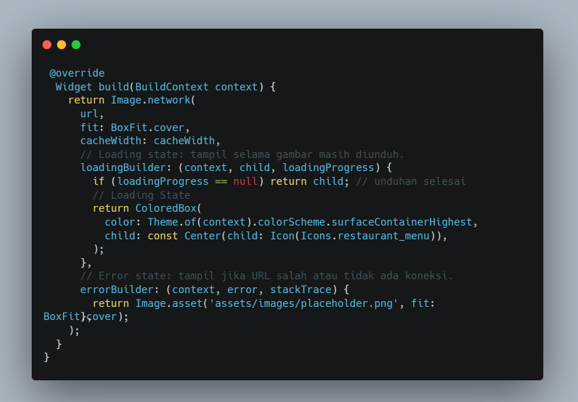 @override
Widget build(BuildContext context) {
return Image.network(
url,
fit: BoxFit.cover,
cacheWidth: cacheWidth,
// Loading state: tampil selama gambar masih diunduh.
loadingBuilder: (context, child, loadingProgress) {
if (loadingProgress == null) return child; // unduhan selesai
// Loading State
return ColoredBox(
color: Theme.of(context).colorScheme.surfaceContainerHighest,
child: const Center(child: Icon(Icons.restaurant_menu)),
);
},
// Error state: tampil jika URL salah atau tidak ada koneksi.
errorBuilder: (context, error, stackTrace) {
return Image.asset('assets/images/placeholder.png', fit:
BoxFit.cover);
},
);
}
}